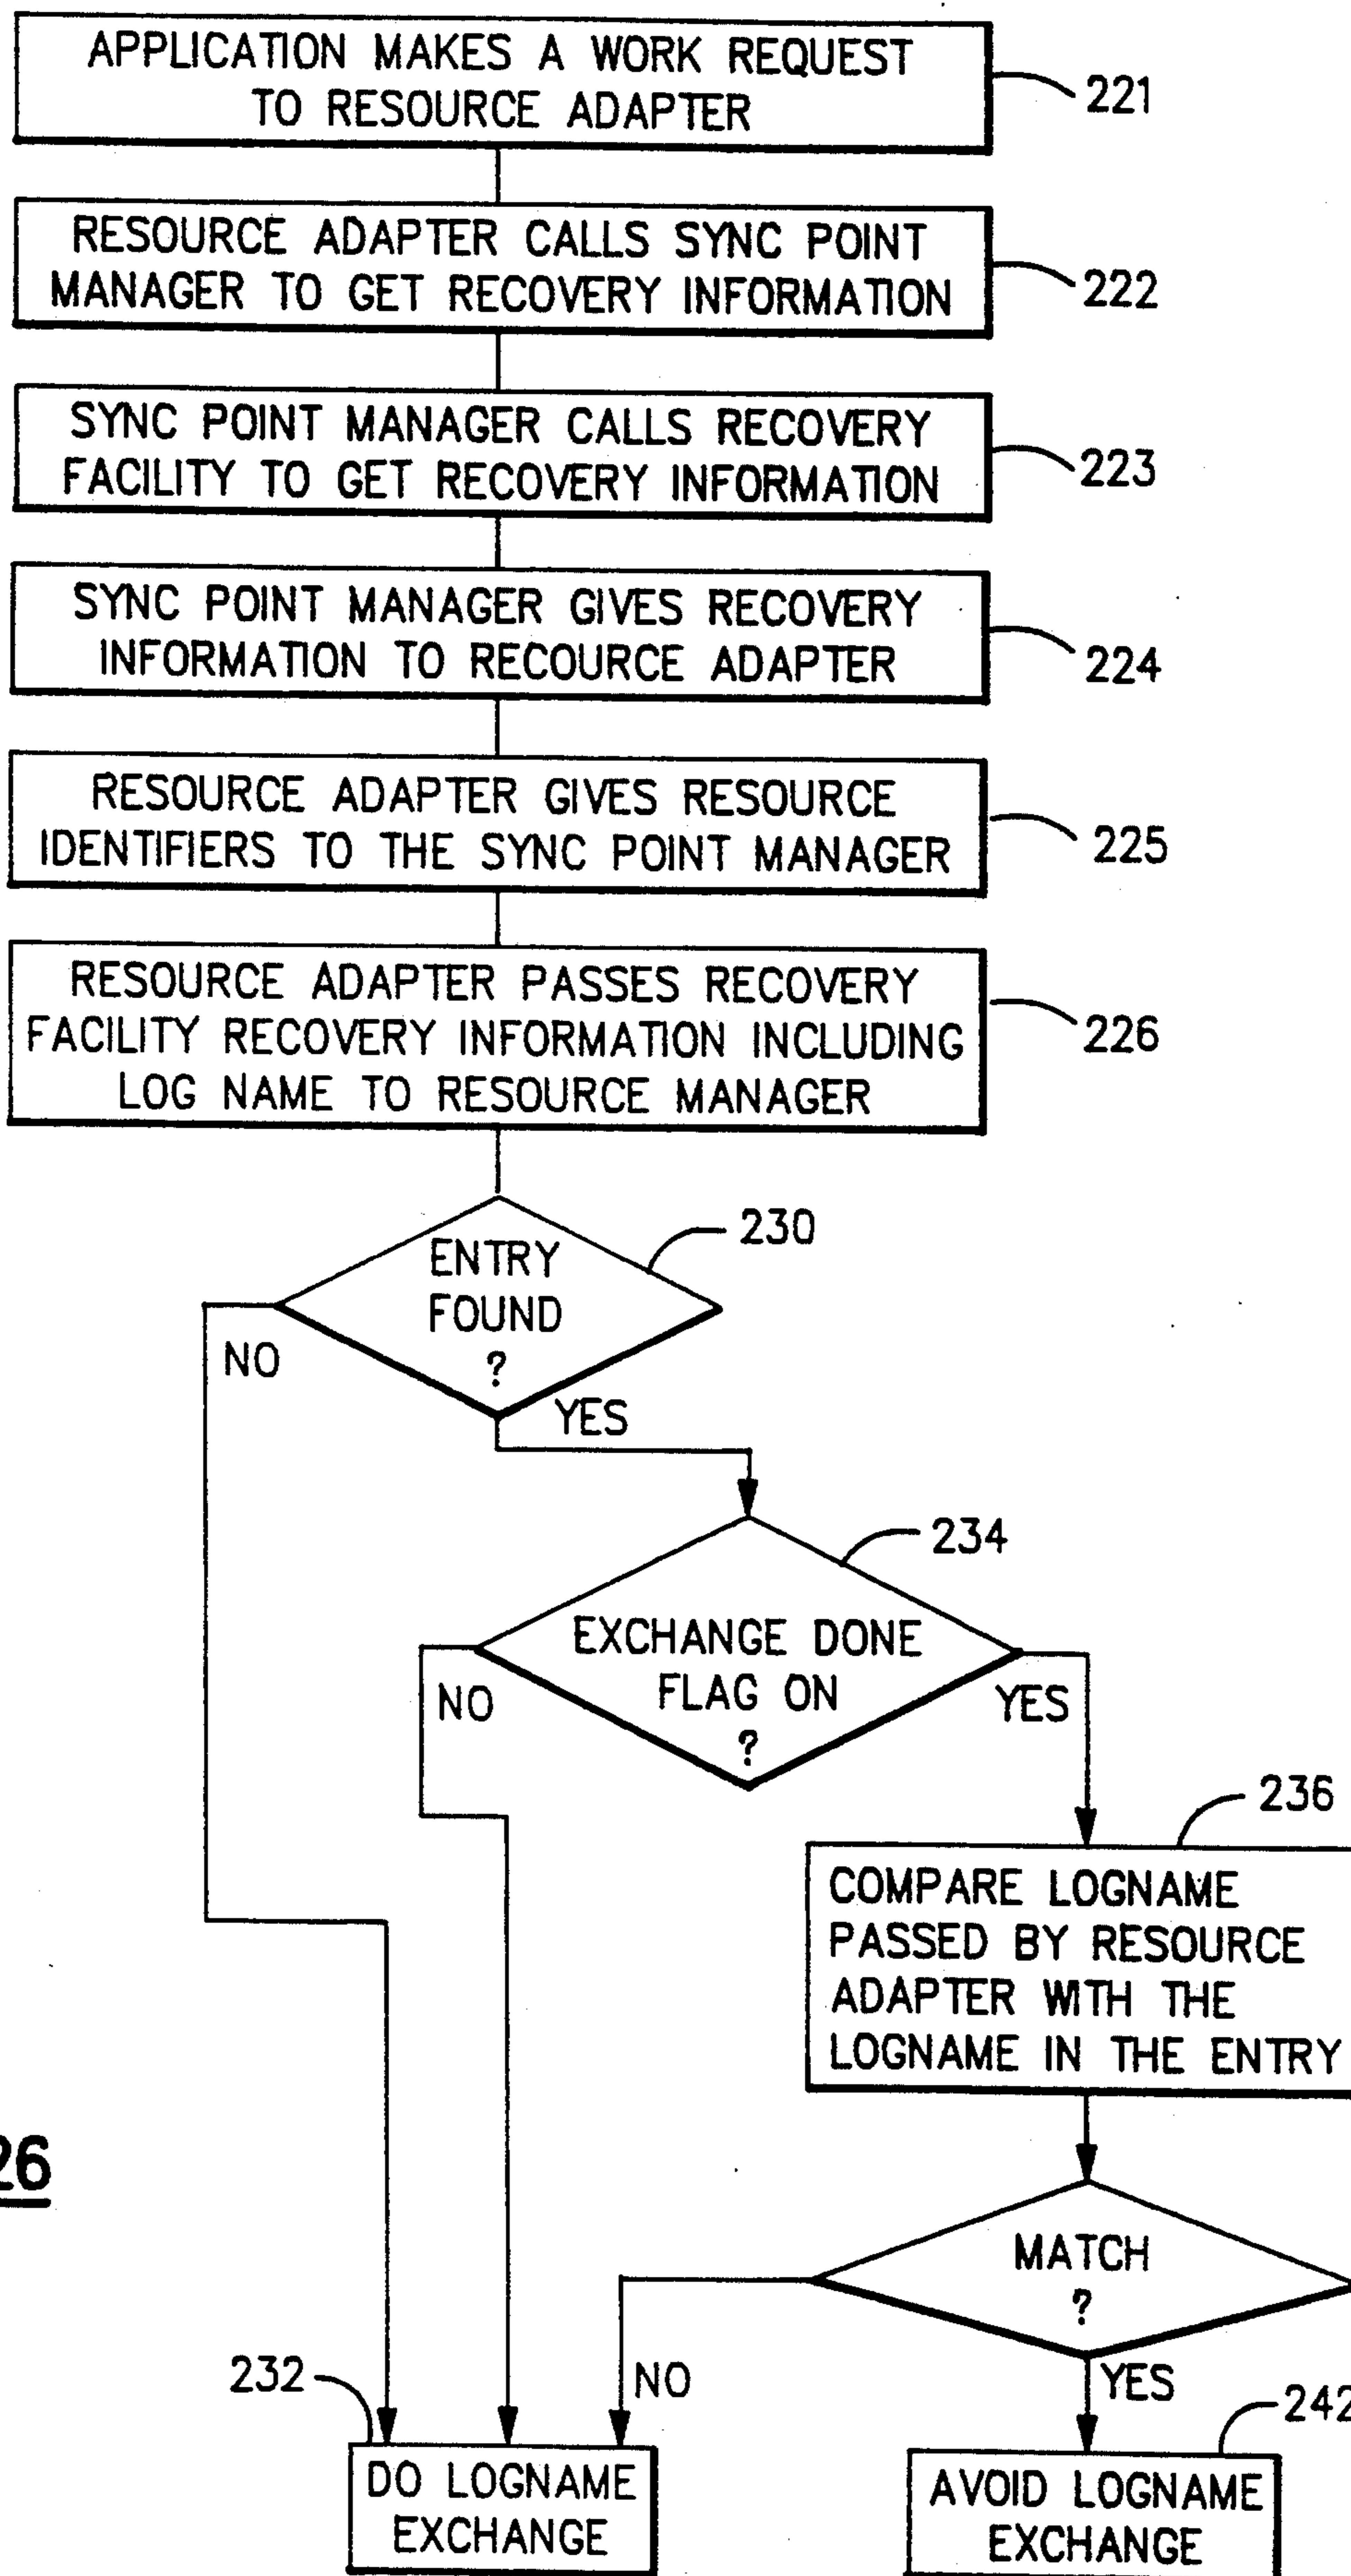 APPLICATION MAKES A WORK REQUEST
TO RESOURCE ADAPTER
221
RESOURCE ADAPTER CALLS SYNC POINT
MANAGER TO GET RECOVERY INFORMATION
222
SYNC POINT MANAGER CALLS RECOVERY
FACILITY TO GET RECOVERY INFORMATION
223
SYNC POINT MANAGER GIVES RECOVERY
INFORMATION TO RECOURCE ADAPTER
224
RESOURCE ADAPTER GIVES RESOURCE
IDENTIFIERS TO THE SYNC POINT MANAGER
225
RESOURCE ADAPTER PASSES RECOVERY
FACILITY RECOVERY INFORMATION INCLUDING
LOG NAME TO RESOURCE MANAGER
226
230
ENTRY
FOUND
?
NO
YES
234
EXCHANGE DONE
FLAG ON
?
NO
YES
236
COMPARE LOGNAME
PASSED BY RESOURCE
ADAPTER WITH THE
LOGNAME IN THE ENTRY
26
MATCH
?
232
NO
YES
242
DO LOGNAME
EXCHANGE
AVOID LOGNAME
EXCHANGE